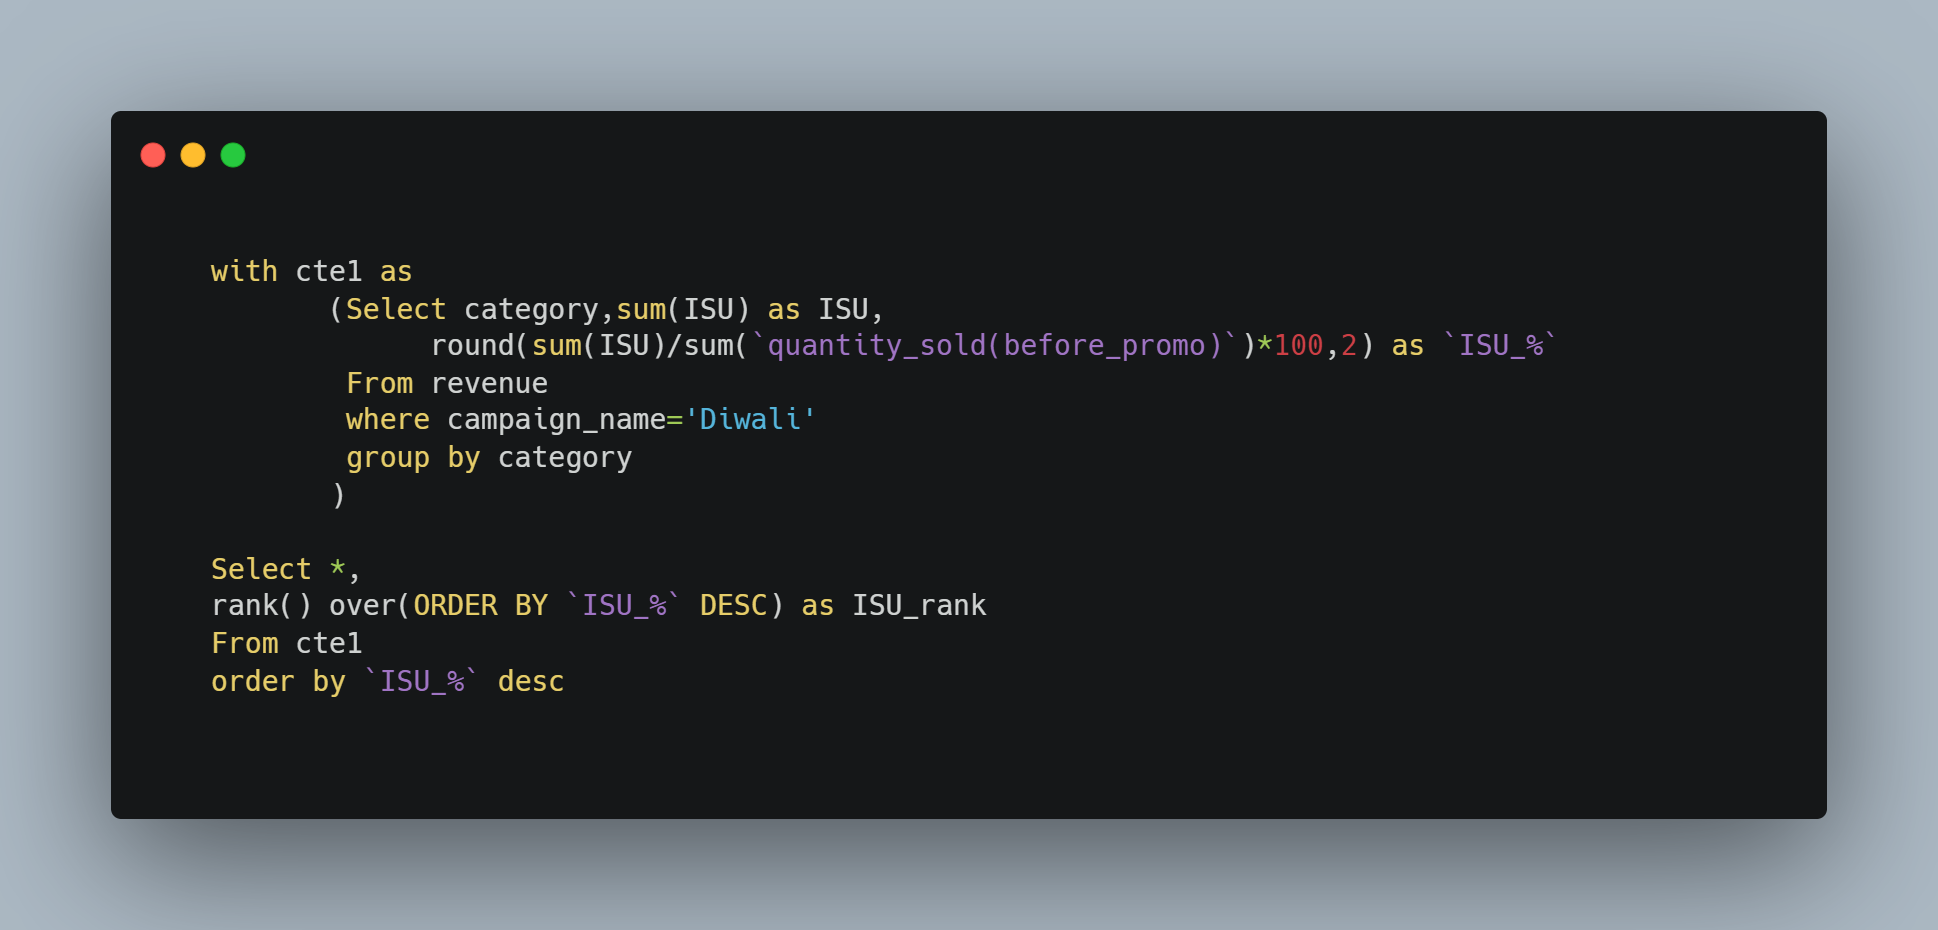 with cte1 as
(Select category,sum(ISU) as ISU,
round(sum(ISU)/sum(`quantity_sold(before_promo)`)*100,2) as `ISU_%`
From revenue
where campaign_name='Diwali'
group by category
)
Select *,
rank() over(ORDER BY `ISU_%` DESC) as ISU_rank
From cte1
order by `ISU_%` desc